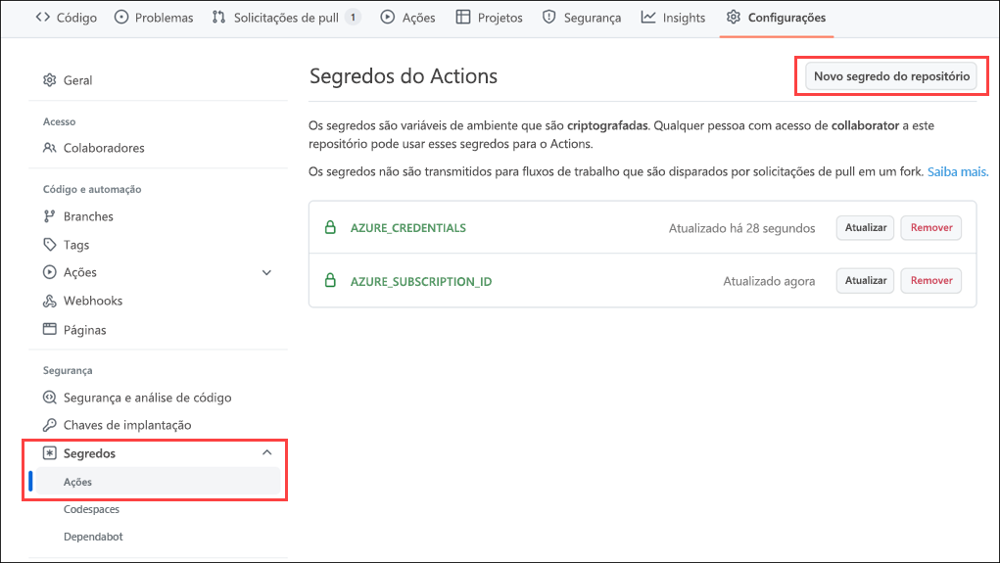 Código Problemas Solicitações de pull 1 Ações Projetos Segurança Insights Configurações
Geral
Acesso
Colaboradores
Código e automação
Branches
Tags
Ações
Webhooks
Páginas
Segurança
Segurança e análise de código
Chaves de implantação
Segredos
Ações
Codespaces
Dependabot
Segredos do Actions
Novo segredo do repositório
Os segredos são variáveis de ambiente que são criptografadas. Qualquer pessoa com acesso de collaborator a este
repositório pode usar esses segredos para o Actions.
Os segredos não são transmitidos para fluxos de trabalho que são disparados por solicitações de pull em um fork. Saiba mais.
AZURE_CREDENTIALS Atualizado há 28 segundos Atualizar Remover
AZURE_SUBSCRIPTION_ID Atualizado agora Atualizar Remover